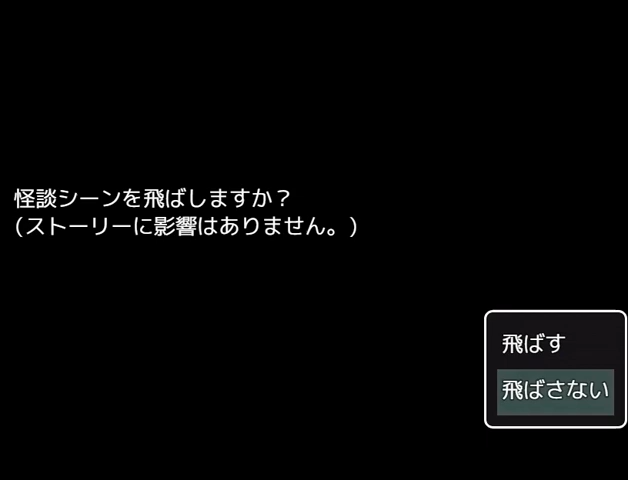 怪談シーンを飛ばしますか？
(ストーリーに影響はありません。)
飛ばす
飛ばさない